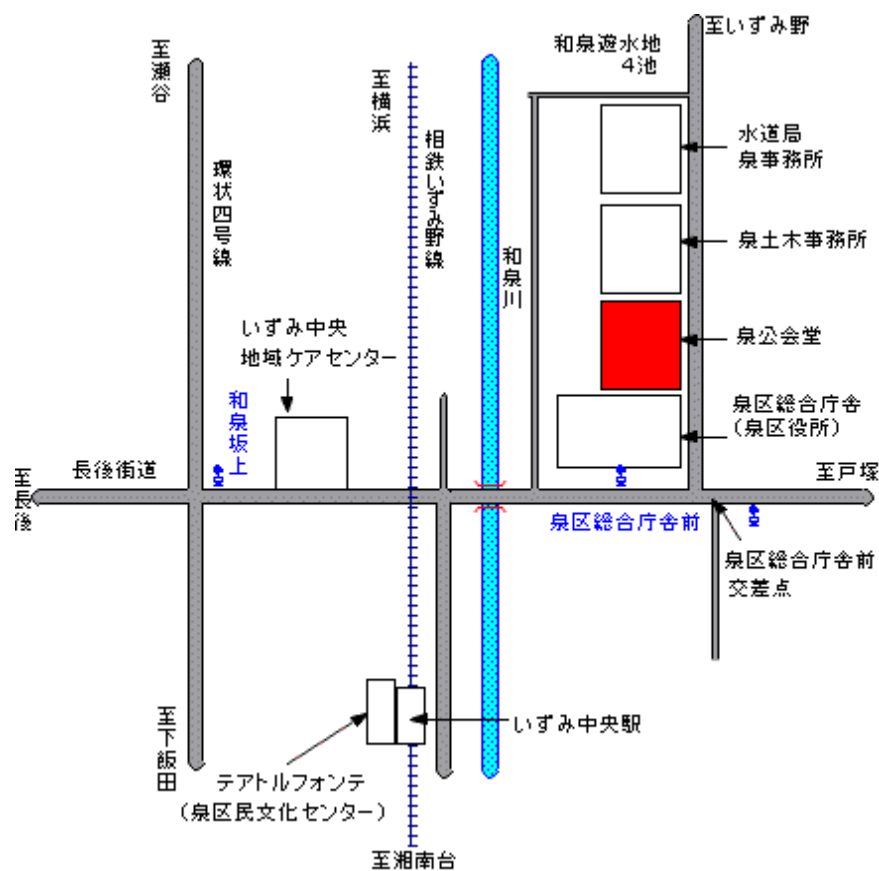 至いずみ野
和泉遊水地
4池
至瀬谷
至横浜
水道局
泉事務所
環状四号線
相鉄いずみ野線
和泉川
泉土木事務所
いずみ中央
地域ケアセンター
泉公会堂
和泉坂上
泉区総合庁舎
(泉区役所)
長後街道
至長後
至戸塚
泉区総合庁舎前
泉区総合庁舎前
交差点
至下飯田
いずみ中央駅
テアトルフォンテ
(泉区民文化センター)
至湘南台